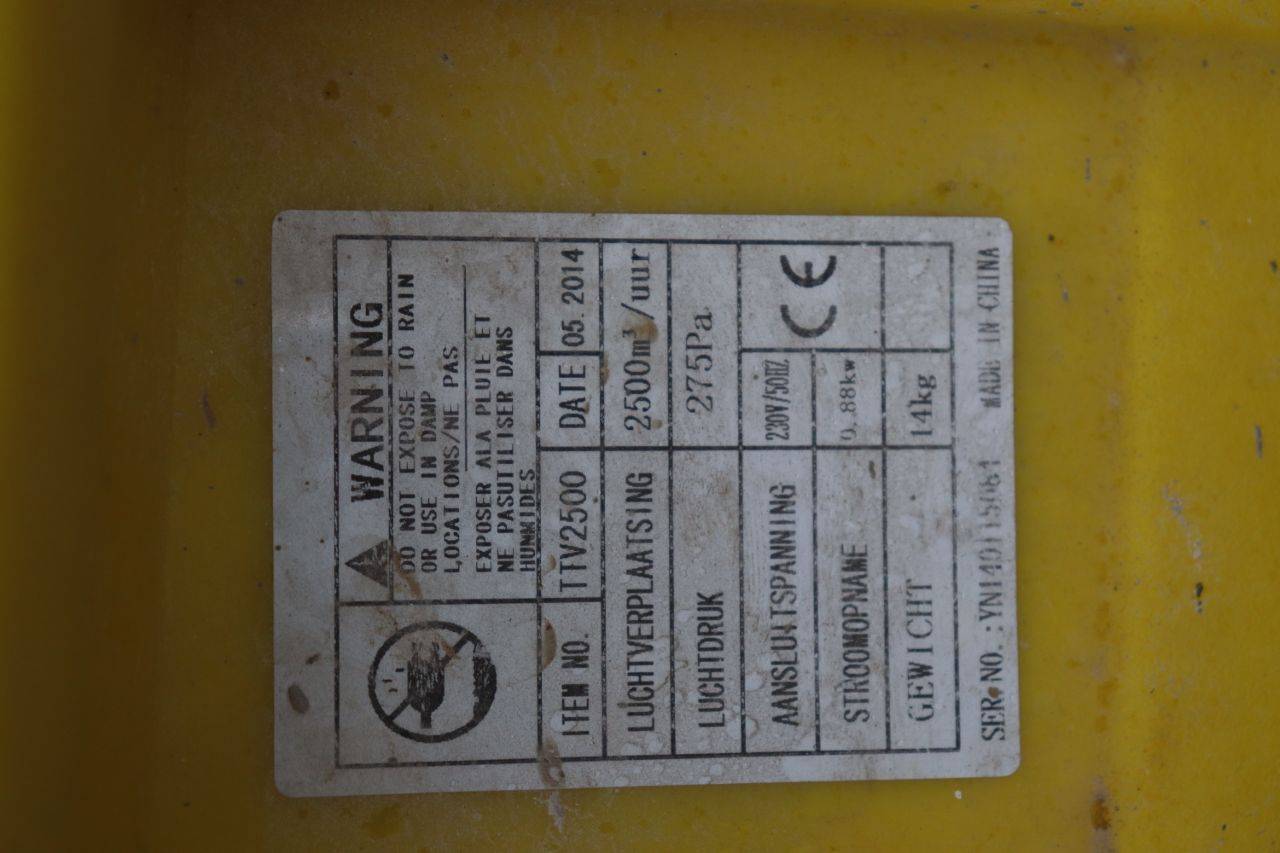 WARNING
DO NOT EXPOSE TO RAIN
OR USE IN DAMP
LOCATIONS/NE PAS
EXPOSER ALA PLUIE ET
NE PASUTILISER DANS
HUNMIDES
ITEM NO. TTV2500 DATE 05.2014
LUCHTVERPLAATSING 2500m³/uur
LUCHTDRUK 275Pa
AANSLUITSPANNING 230V/50HZ CE
STROOMOPNAME 0.88kw
GEWICHT 14kg
SER.NO.: MADE IN CHINA